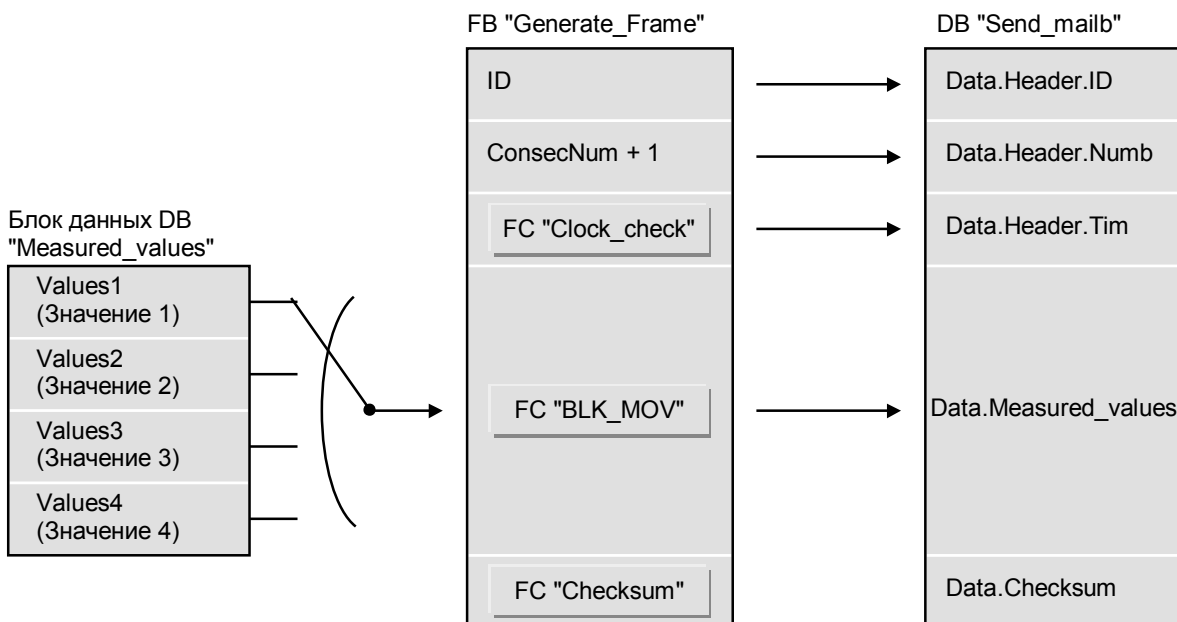 FB "Generate_Frame"
DB "Send_mailb"
ID
Data.Header.ID
ConsecNum + 1
Data.Header.Numb
Блок данных DB
"Measured_values"
FC "Clock_check"
Data.Header.Tim
Values1
(Значение 1)
Values2
(Значение 2)
Values3
(Значение 3)
Values4
(Значение 4)
FC "BLK_MOV"
Data.Measured_values
FC "Checksum"
Data.Checksum